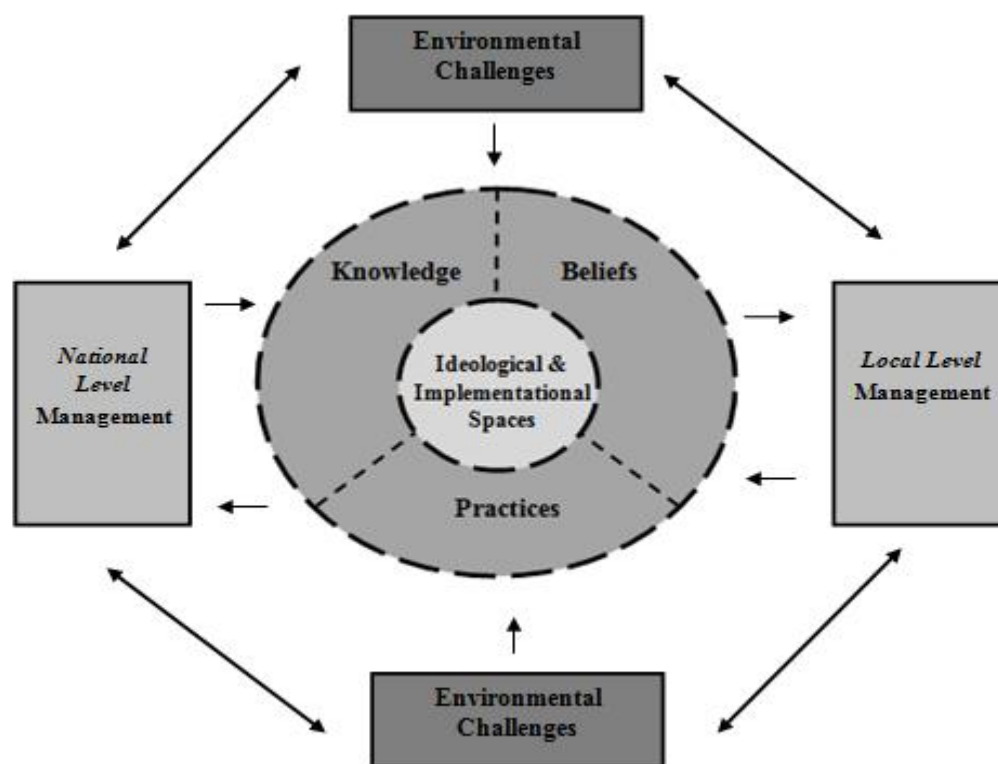 Environmental
Challenges
Knowledge
Beliefs
National
Level
Management
Ideological &
Implementational
Spaces
Local Level
Management
Practices
Environmental
Challenges